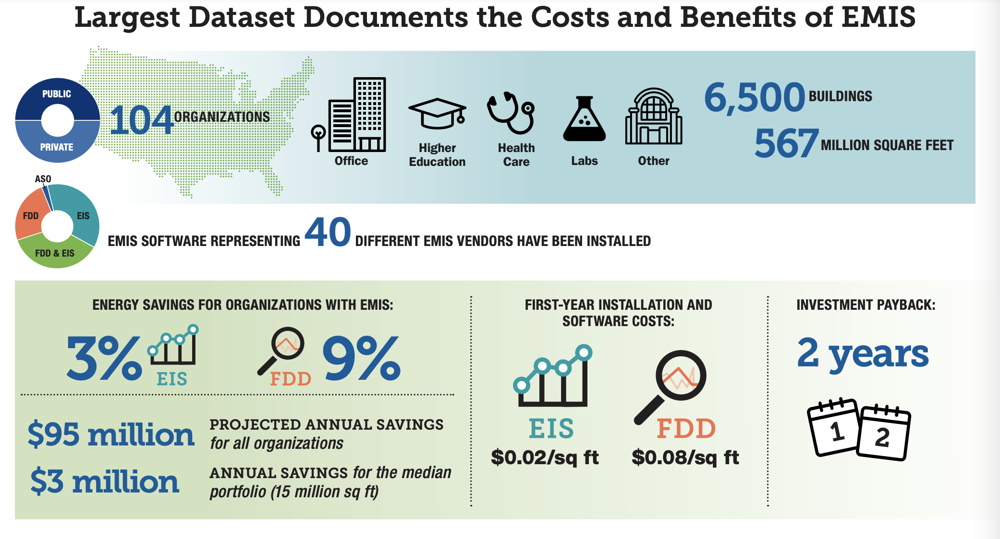 Largest Dataset Documents the Costs and Benefits of EMIS
PUBLIC
PRIVATE
104 ORGANIZATIONS
Office
Higher
Education
Health
Care
Labs
Other
6,500 BUILDINGS
567 MILLION SQUARE FEET
ASO
FDD
EIS
FDD & EIS
EMIS SOFTWARE REPRESENTING 40 DIFFERENT EMIS VENDORS HAVE BEEN INSTALLED
ENERGY SAVINGS FOR ORGANIZATIONS WITH EMIS:
3%
EIS
FDD
9%
$95 million
PROJECTED ANNUAL SAVINGS
for all organizations
$3 million
ANNUAL SAVINGS for the median
portfolio (15 million sq ft)
FIRST-YEAR INSTALLATION AND
SOFTWARE COSTS:
EIS
$0.02/sq ft
FDD
$0.08/sq ft
INVESTMENT PAYBACK:
2 years
1
2